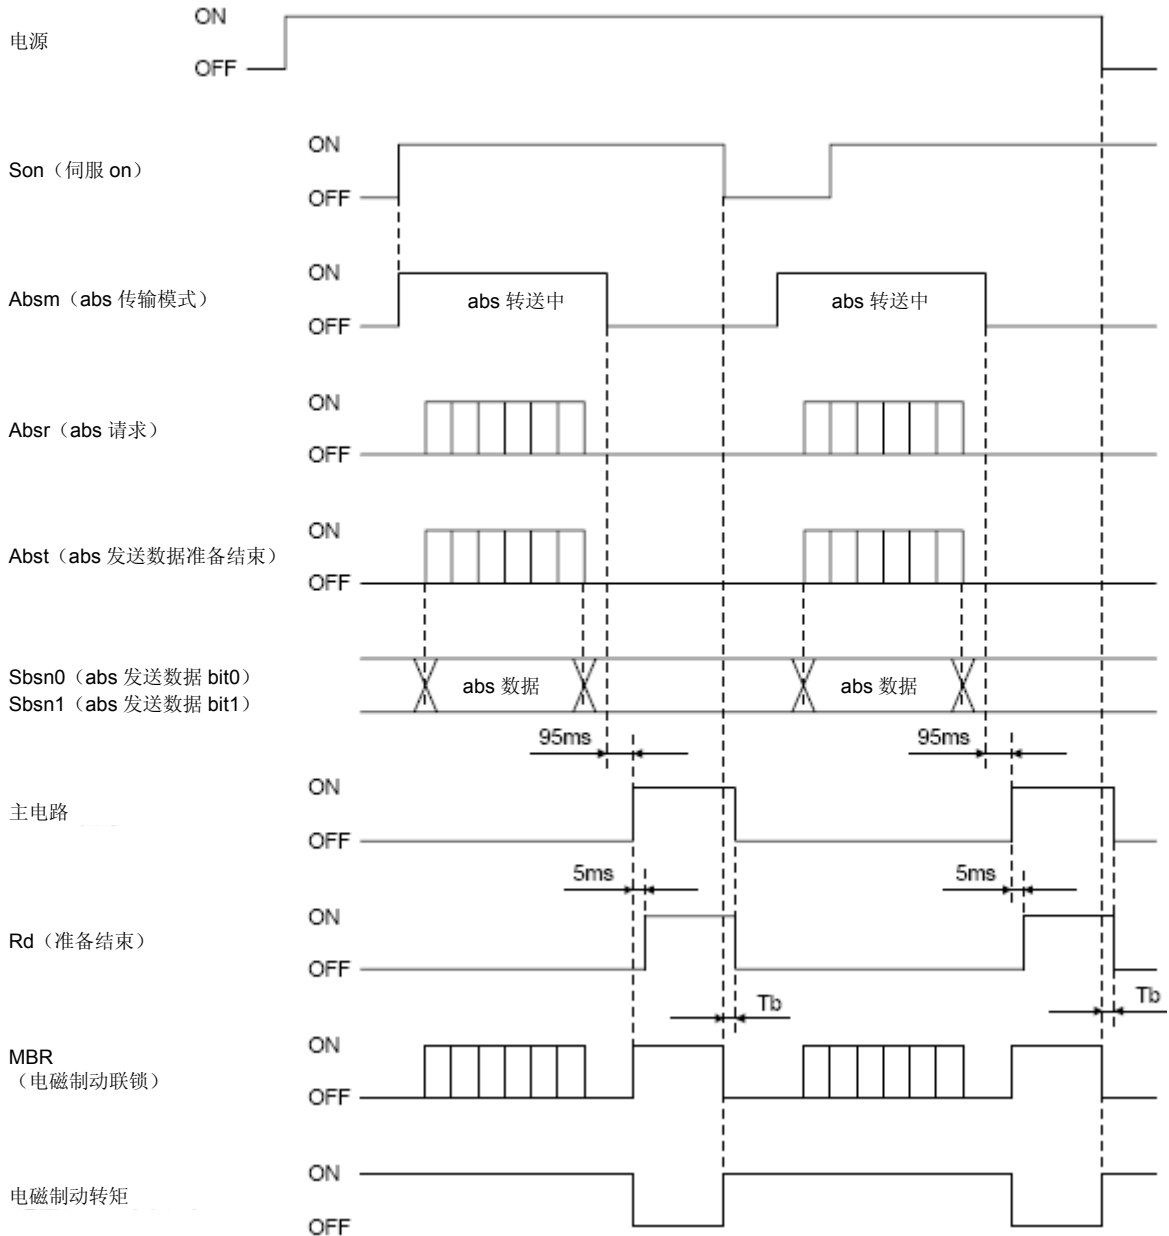 ON
电源
OFF
ON
Son（伺服 on）
OFF
ON
Absm（abs 传输模式）
abs 转送中
abs 转送中
OFF
ON
Absr（abs 请求）
OFF
ON
Abst（abs 发送数据准备结束）
OFF
Sbsn0（abs 发送数据 bit0）
Sbsn1（abs 发送数据 bit1）
abs 数据
abs 数据
95ms
95ms
ON
主电路
OFF
5ms
5ms
ON
Rd（准备结束）
OFF
Tb
Tb
ON
MBR
（电磁制动联锁）
OFF
ON
电磁制动转矩
OFF